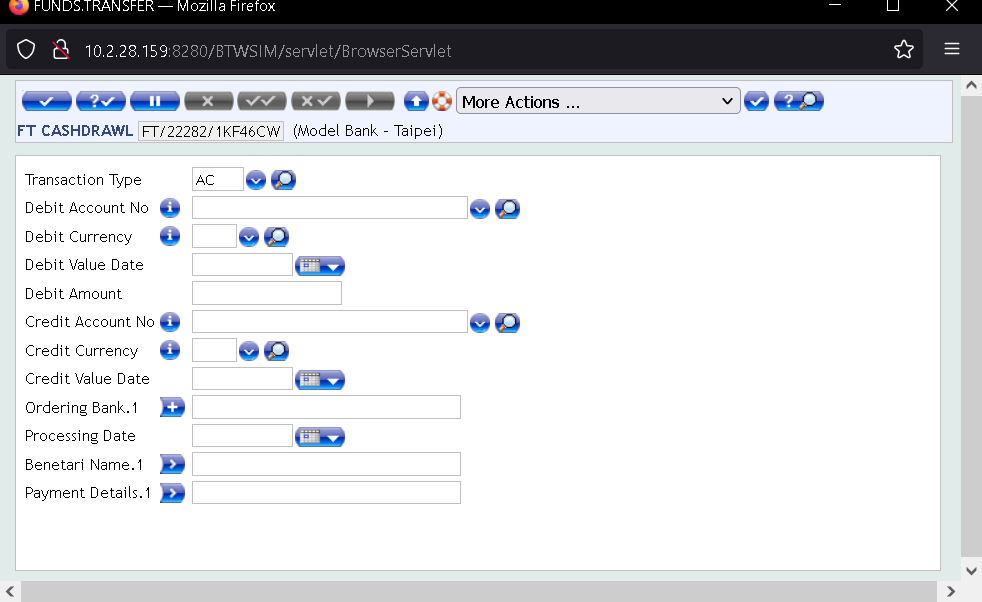 FUNDS.TRANSFER — Mozilla Firefox
10.2.28.159:8280/BTWSIM/servlet/BrowserServlet
More Actions ...
FT CASHDRAWL FT/22282/1KF46CW (Model Bank - Taipei)
Transaction Type AC
Debit Account No
Debit Currency
Debit Value Date
Debit Amount
Credit Account No
Credit Currency
Credit Value Date
Ordering Bank.1
Processing Date
Benetari Name.1
Payment Details.1